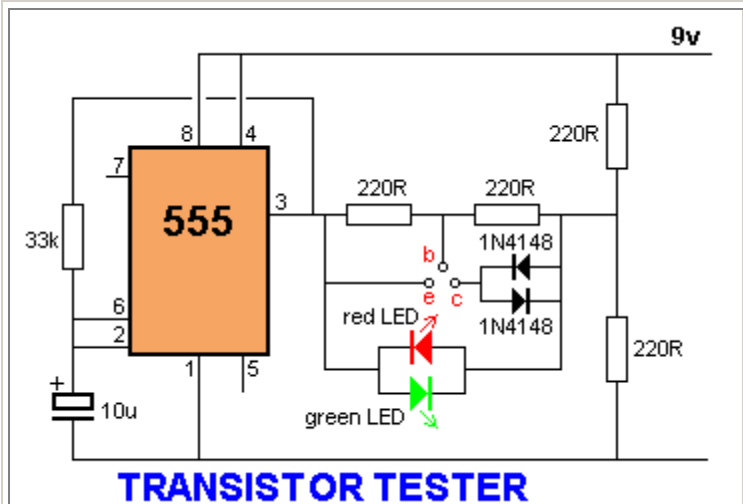 9v
8
4
220R
7
3
220R
220R
555
33k
1N4148
b
e
c
6
red LED
1N4148
2
220R
1
5
+
10u
green LED
TRANSISTOR TESTER